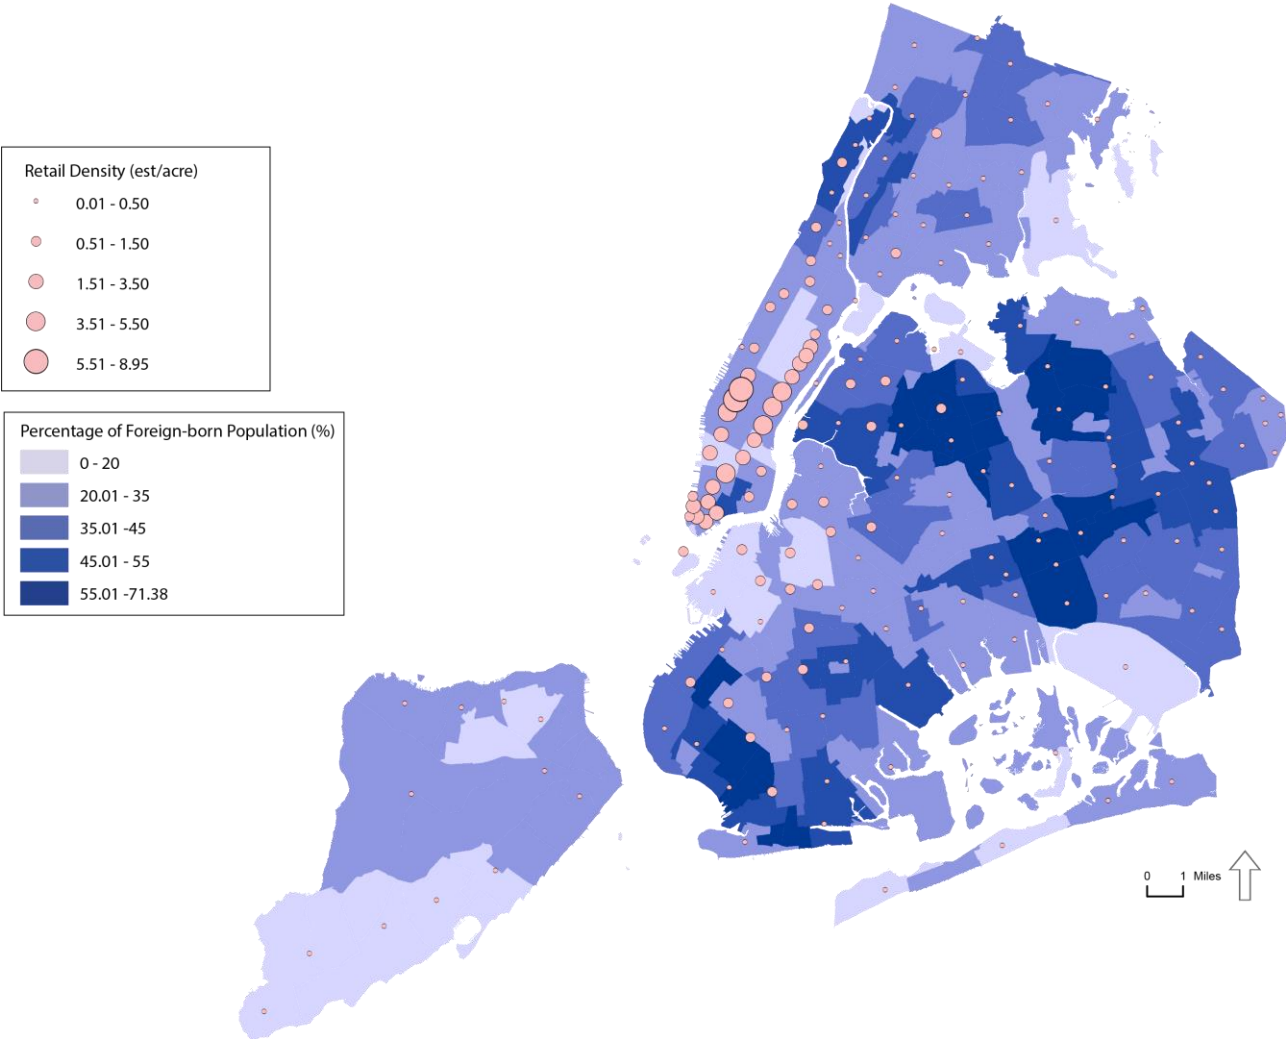 Retail Density (est/acre)
0.01 - 0.50
0.51 - 1.50
1.51 - 3.50
3.51 - 5.50
5.51 - 8.95
Percentage of Foreign-born Population (%)
0 - 20
20.01 - 35
35.01 -45
45.01 - 55
55.01 -71.38
0 1 Miles